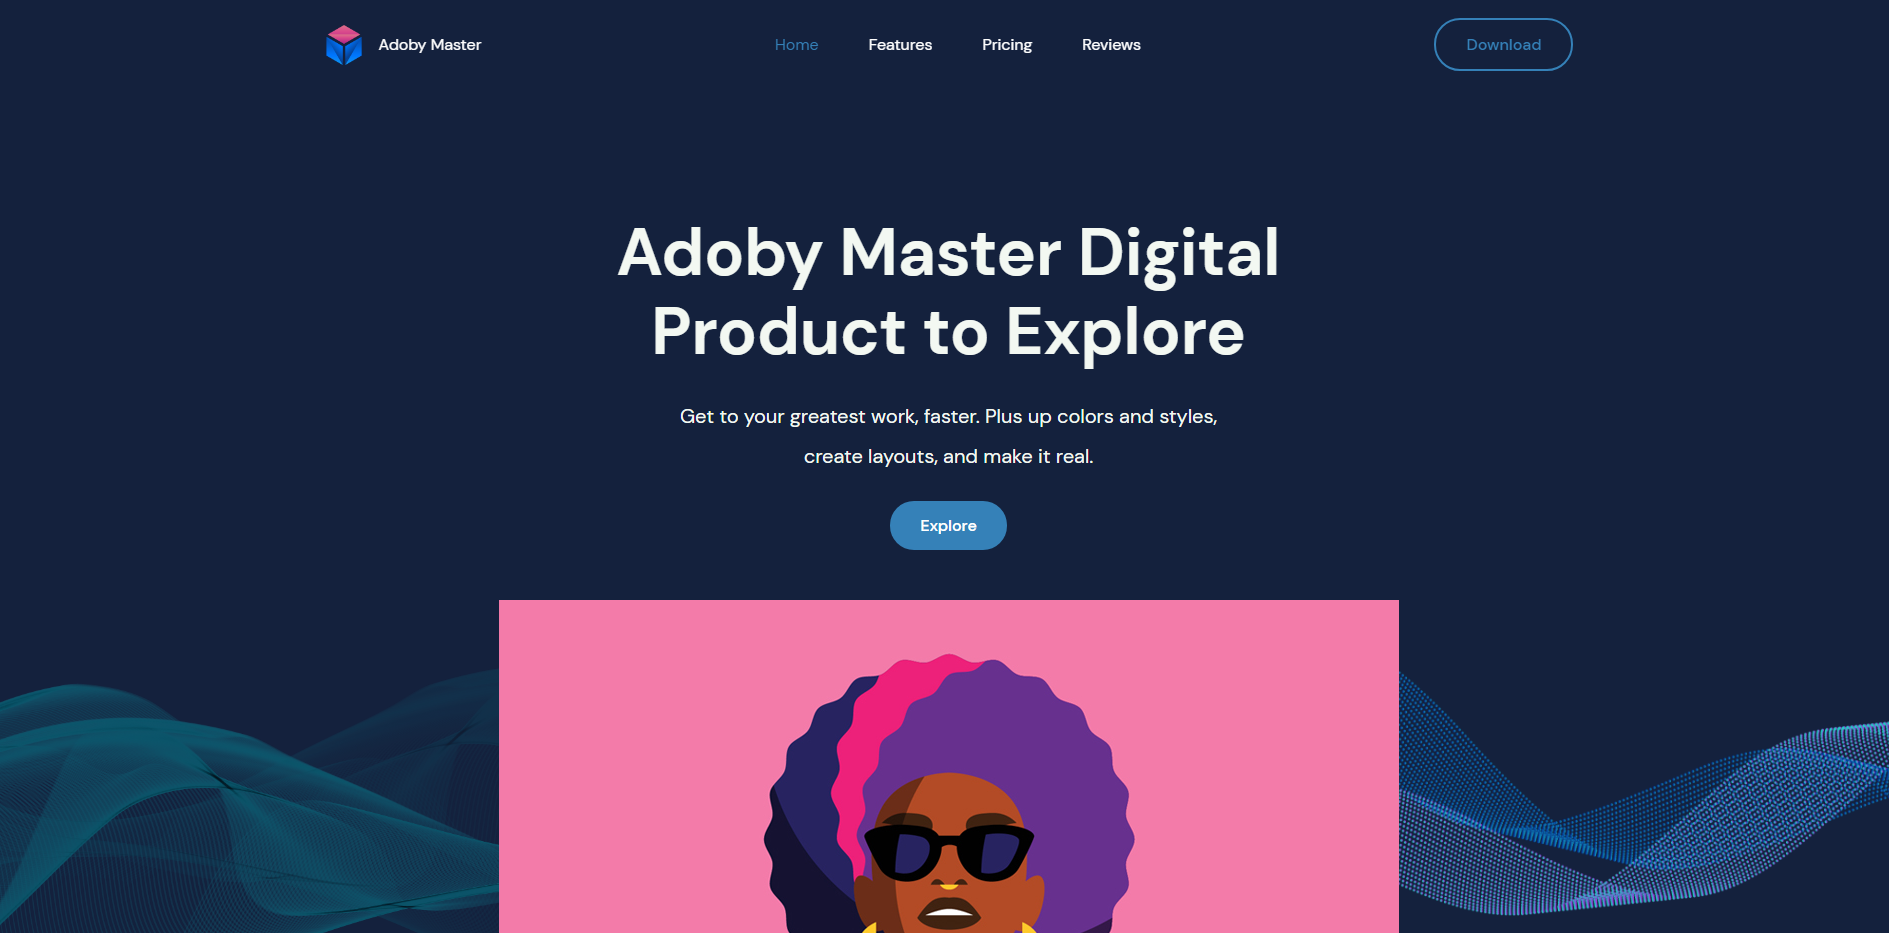 Adoby Master
Home
Features
Pricing
Reviews
Download
Adoby Master Digital
Product to Explore
Get to your greatest work, faster. Plus up colors and styles,
create layouts, and make it real.
Explore